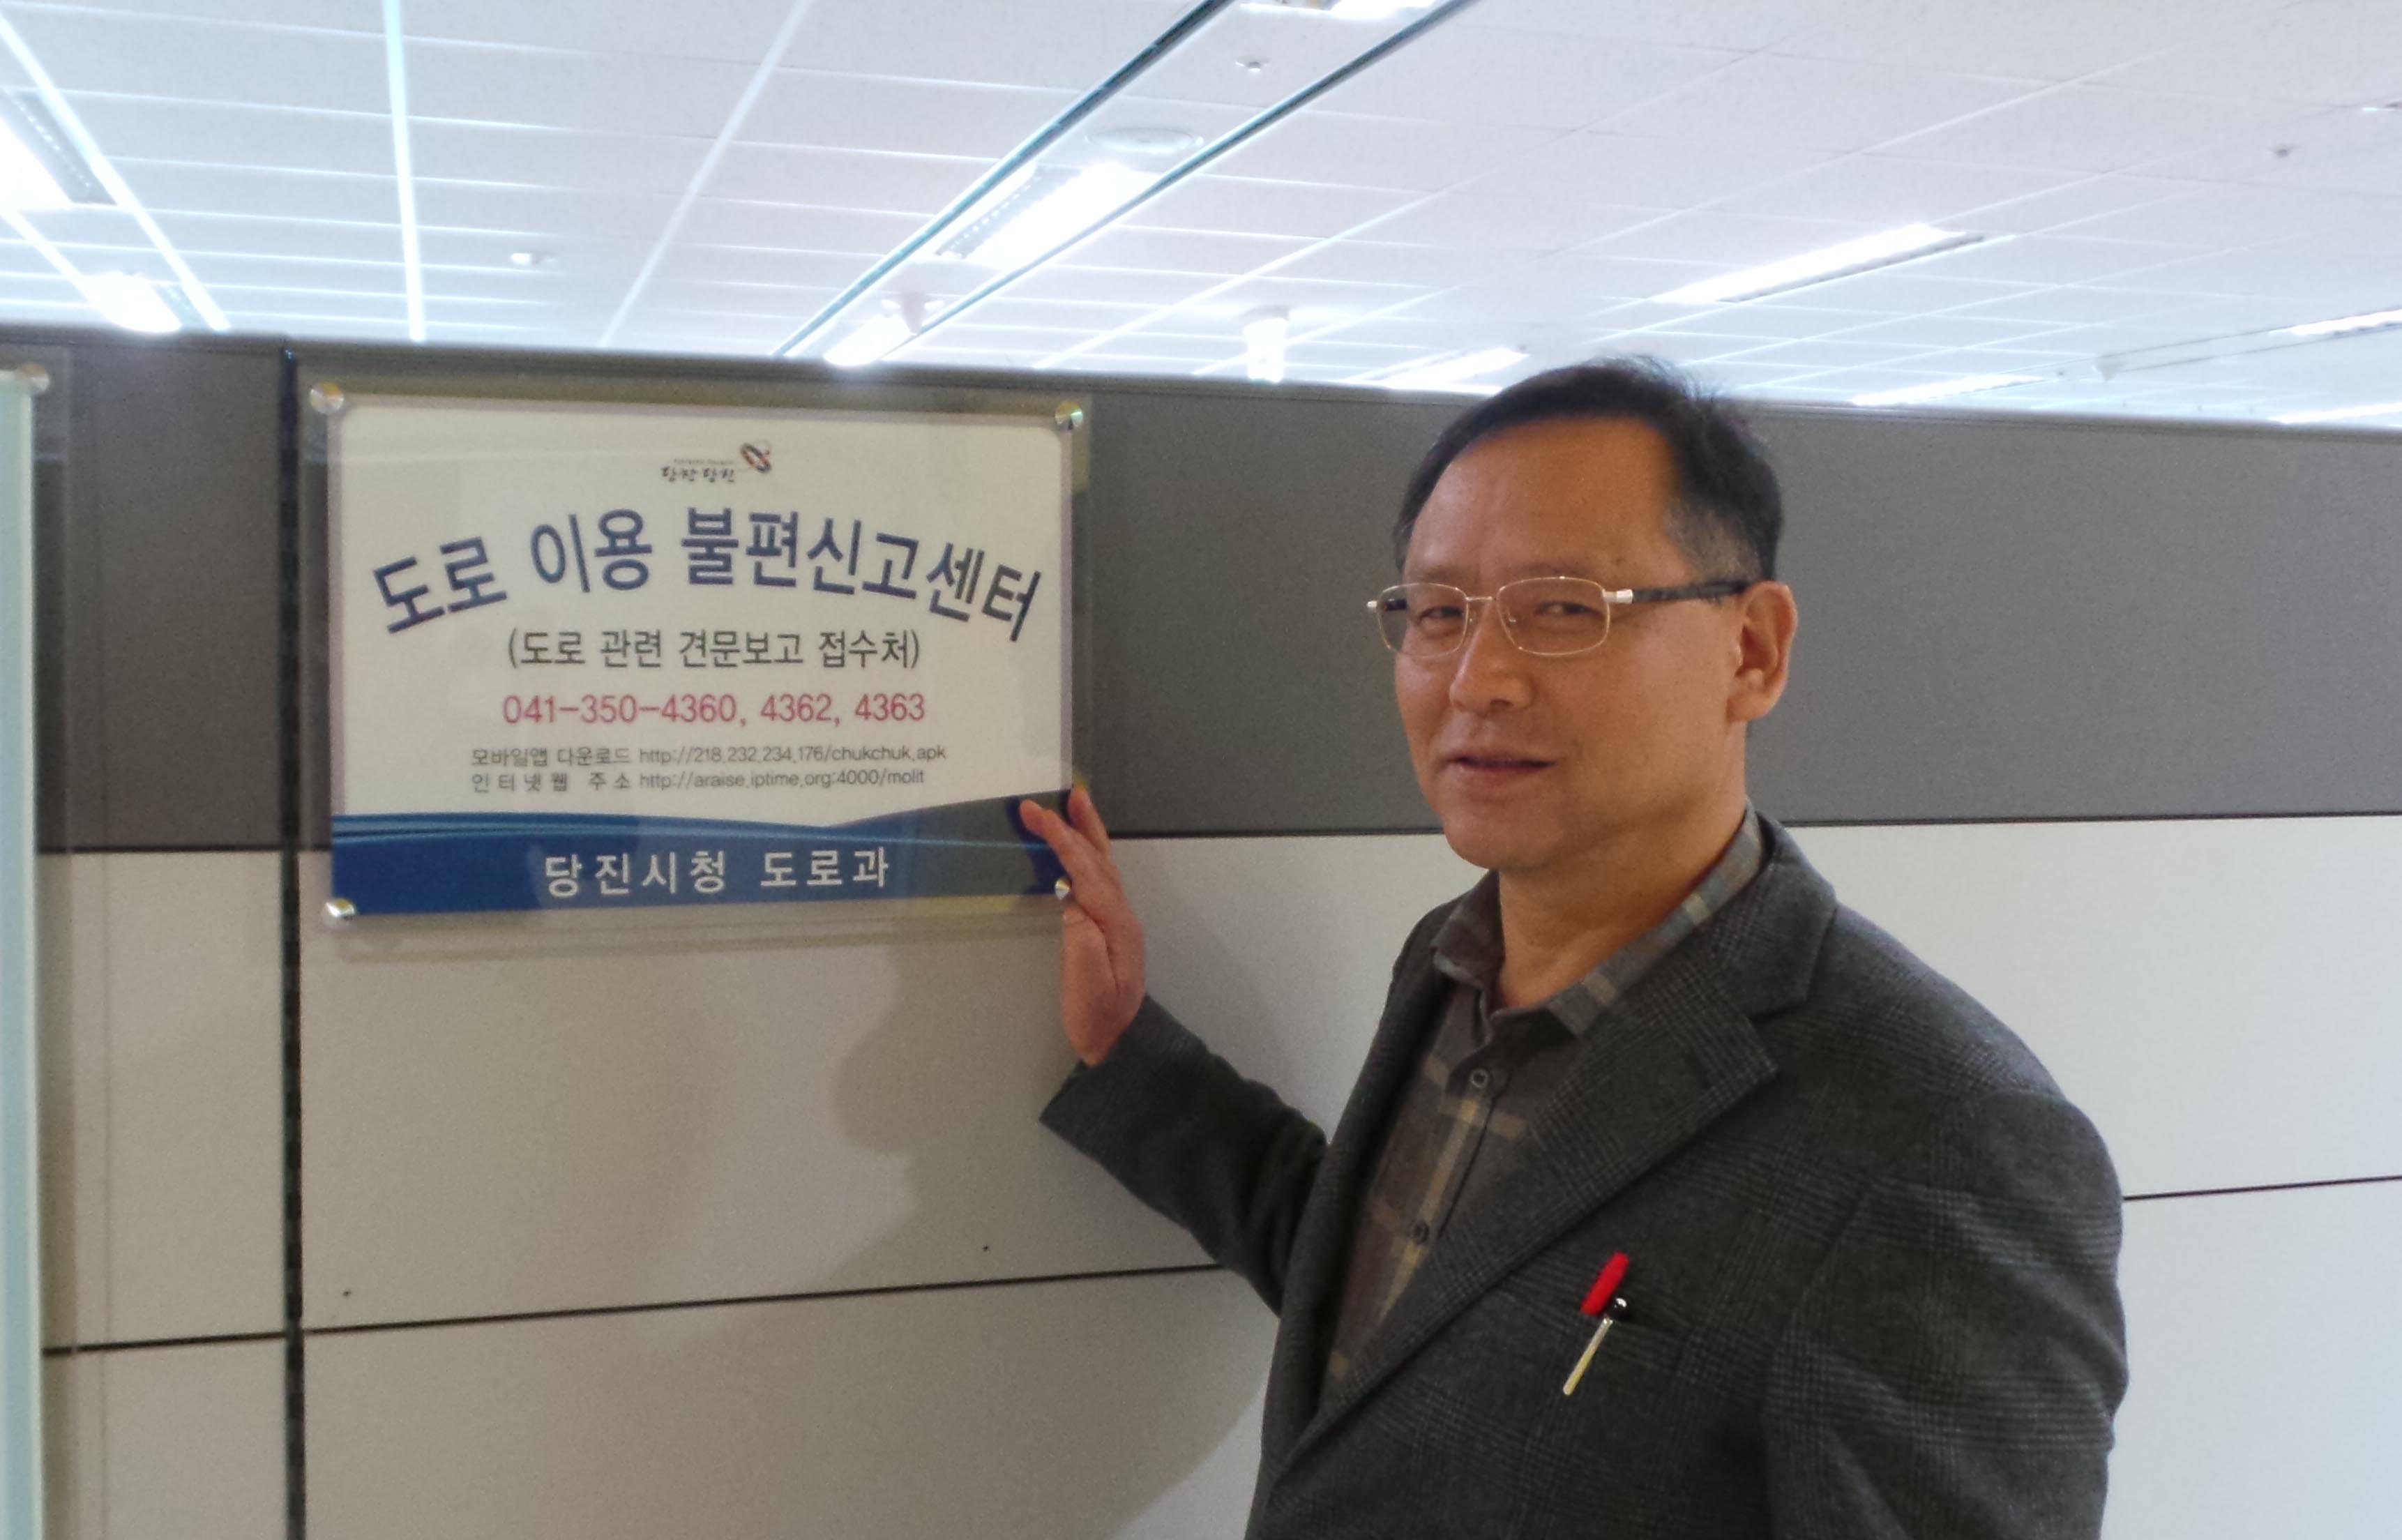 당찬 당진
도로 이용 불편신고센터
(도로 관련 견문보고 접수처)
041-350-4360, 4362, 4363
모바일앱 다운로드 http://218.232.234.176/chukchuk.apk
인터넷웹 주소 http://araise.iptime.org:4000/molit
당진시청 도로과